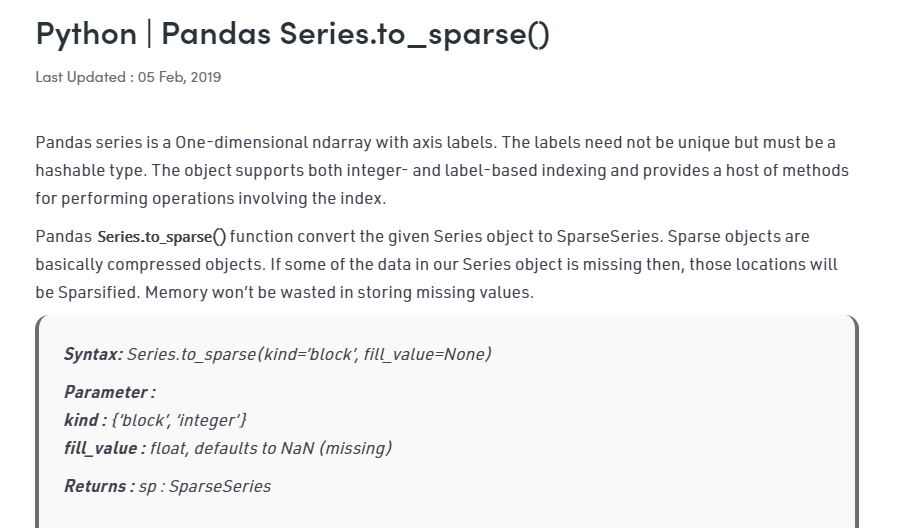 Python | Pandas Series.to_sparse()
Last Updated : 05 Feb, 2019
Pandas series is a One-dimensional ndarray with axis labels. The labels need not be unique but must be a
hashable type. The object supports both integer- and label-based indexing and provides a host of methods
for performing operations involving the index.
Pandas Series.to_sparse() function convert the given Series object to SparseSeries. Sparse objects are
basically compressed objects. If some of the data in our Series object is missing then, those locations will
be Sparsified. Memory won’t be wasted in storing missing values.
Syntax: Series.to_sparse(kind=’block’, fill_value=None)
Parameter :
kind : {‘block’, ‘integer’}
fill_value : float, defaults to NaN (missing)
Returns : sp : SparseSeries